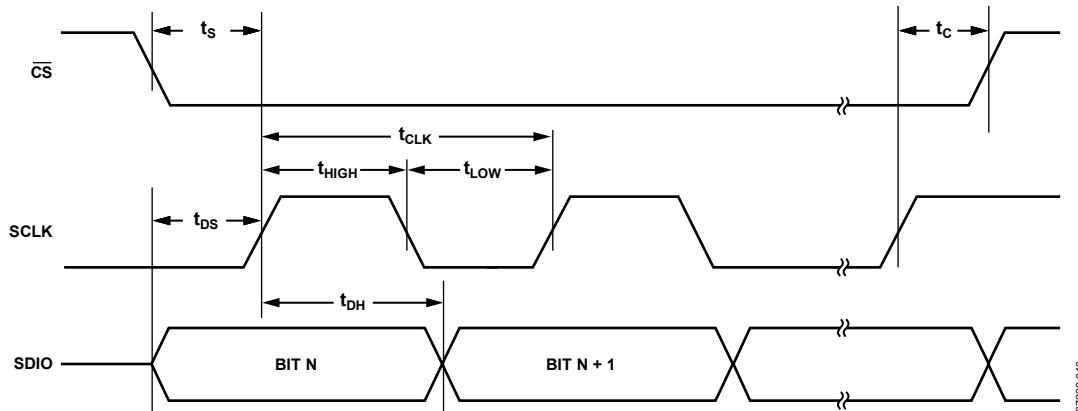 tS
tC
CS
tCLK
tHIGH
tLOW
tDS
SCLK
tDH
SDIO
BIT N
BIT N + 1